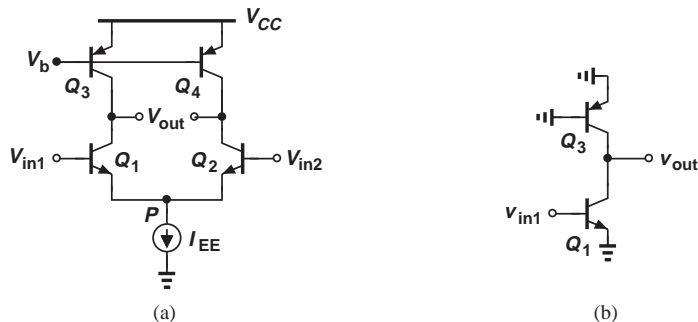 V_CC
V_b
Q_3
Q_4
V_out
V_in1
Q_1
Q_2
V_in2
P
I_EE
(a)
Q_3
v_out
v_in1
Q_1
(b)